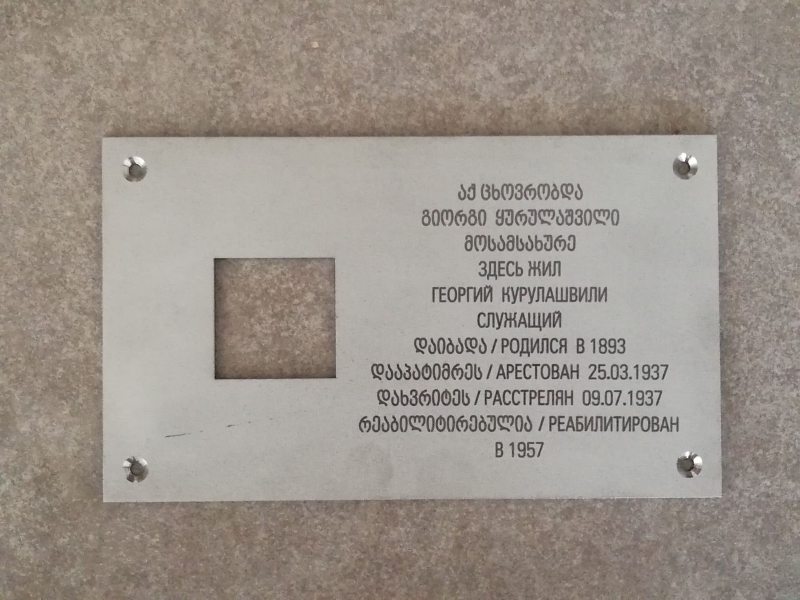 აქ ცხოვრობდა
გიორგი ყურულაშვილი
მოსამსახურე
ЗДЕСЬ ЖИЛ
ГЕОРГИЙ КУРУЛАШВИЛИ
СЛУЖАЩИЙ
დაიბადა / РОДИЛСЯ В 1893
დააპატიმრეს / АРЕСТОВАН 25.03.1937
დახვრიტეს / РАССТРЕЛЯН 09.07.1937
რეაბილიტირებულია / РЕАБИЛИТИРОВАН
В 1957